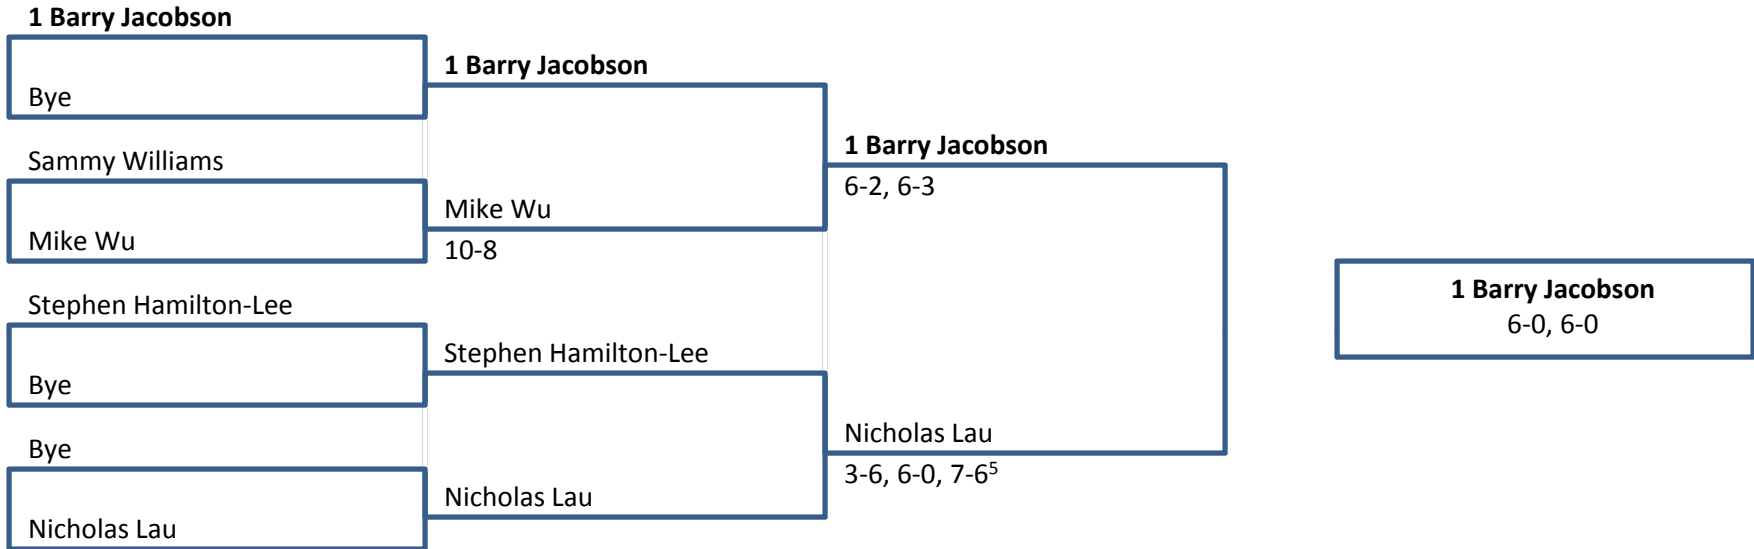 1 Barry Jacobson
Bye
Sammy Williams
Mike Wu
Stephen Hamilton-Lee
Bye
Bye
Nicholas Lau
1 Barry Jacobson
Mike Wu
10-8
Stephen Hamilton-Lee
Nicholas Lau
1 Barry Jacobson
6-2, 6-3
Nicholas Lau
3-6, 6-0, 7-6⁵
1 Barry Jacobson
6-0, 6-0